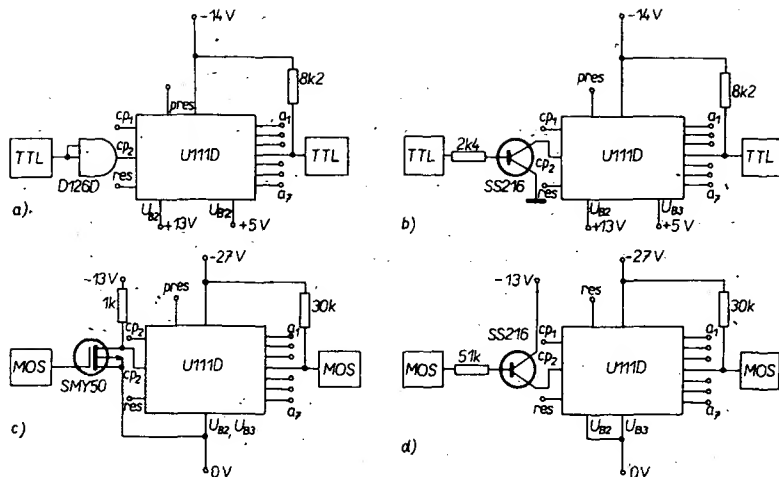 -14V
8k2
pres
cp1
a1
TTL
cp2
U111D
TTL
D126D
res
a7
UB2
UB2
a).
+13V
+5V
-14V
8k2
pres
cp1
a1
TTL
2k4
cp2
U111D
TTL
SS216
res
a7
UB2
UB3
b)
+13V
+5V
-27V
-13V
pres
1k
30k
cp2
a1
MOS
cp2
U111D
MOS
SMY50
res
a7
UB2, UB3
c)
0V
-27V
-13V
res
SS216
30k
cp1
a1
MOS
51k
cp2
U111D
MOS
res
a7
UB2
UB3
d)
0V